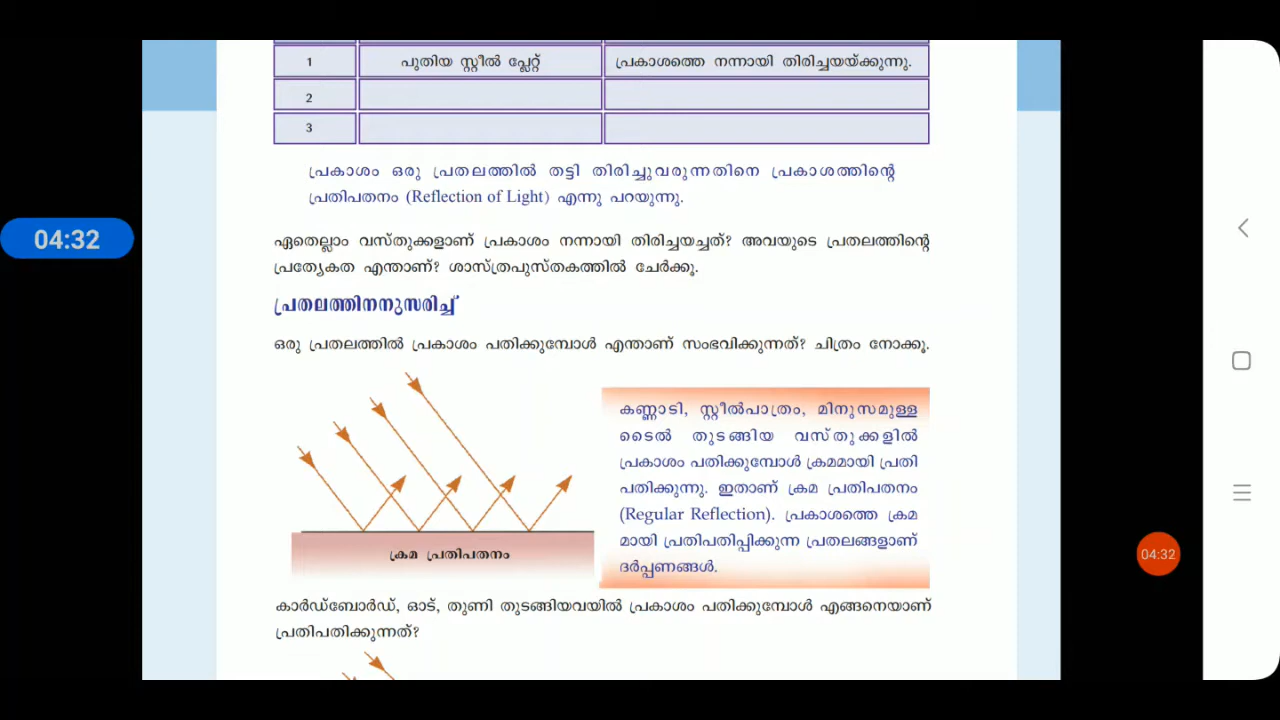 1 പുതിയ സ്റ്റീൽ പ്ലേറ്റ് പ്രകാശത്തെ നന്നായി തിരിച്ചയയ്ക്കുന്നു.
2
3
പ്രകാശം ഒരു പ്രതലത്തിൽ തട്ടി തിരിച്ചുവരുന്നതിനെ പ്രകാശത്തിന്റെ
പ്രതിപതനം (Reflection of Light) എന്നു പറയുന്നു.
04:32
ഏതെല്ലാം വസ്തുക്കളാണ് പ്രകാശം നന്നായി തിരിച്ചയച്ചത്? അവയുടെ പ്രതലത്തിന്റെ
പ്രത്യേകത എന്താണ്? ശാസ്ത്രപുസ്തകത്തിൽ ചേർക്കൂ.
പ്രതലത്തിനനുസരിച്ച്
ഒരു പ്രതലത്തിൽ പ്രകാശം പതിക്കുമ്പോൾ എന്താണ് സംഭവിക്കുന്നത്? ചിത്രം നോക്കൂ.
കണ്ണാടി, സ്റ്റീൽപാത്രം, മിനുസമുള്ള
ടൈൽ തുടങ്ങിയ വസ്തുക്കളിൽ
പ്രകാശം പതിക്കുമ്പോൾ ക്രമമായി പ്രതി
പതിക്കുന്നു. ഇതാണ് ക്രമ പ്രതിപതനം
(Regular Reflection). പ്രകാശത്തെ ക്രമ
മായി പ്രതിപതിപ്പിക്കുന്ന പ്രതലങ്ങളാണ്
ദർപ്പണങ്ങൾ.
ക്രമ പ്രതിപതനം
04:32
കാർഡ്ബോർഡ്, ഓട്, തുണി തുടങ്ങിയവയിൽ പ്രകാശം പതിക്കുമ്പോൾ എങ്ങനെയാണ്
പ്രതിപതിക്കുന്നത്?